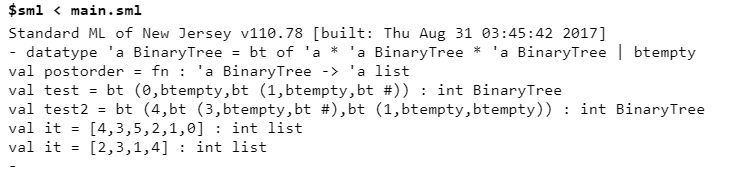 $sml < main.sml
Standard ML of New Jersey v110.78 [built: Thu Aug 31 03:45:42 2017]
- datatype 'a BinaryTree = bt of 'a * 'a BinaryTree * 'a BinaryTree | btempty
val postorder = fn : 'a BinaryTree -> 'a list
val test = bt (0,btempty,bt (1,btempty,bt #)) : int BinaryTree
val test2 = bt (4,bt (3,btempty,bt #),bt (1,btempty,btempty)) : int BinaryTree
val it = [4,3,5,2,1,0] : int list
val it = [2,3,1,4] : int list
-